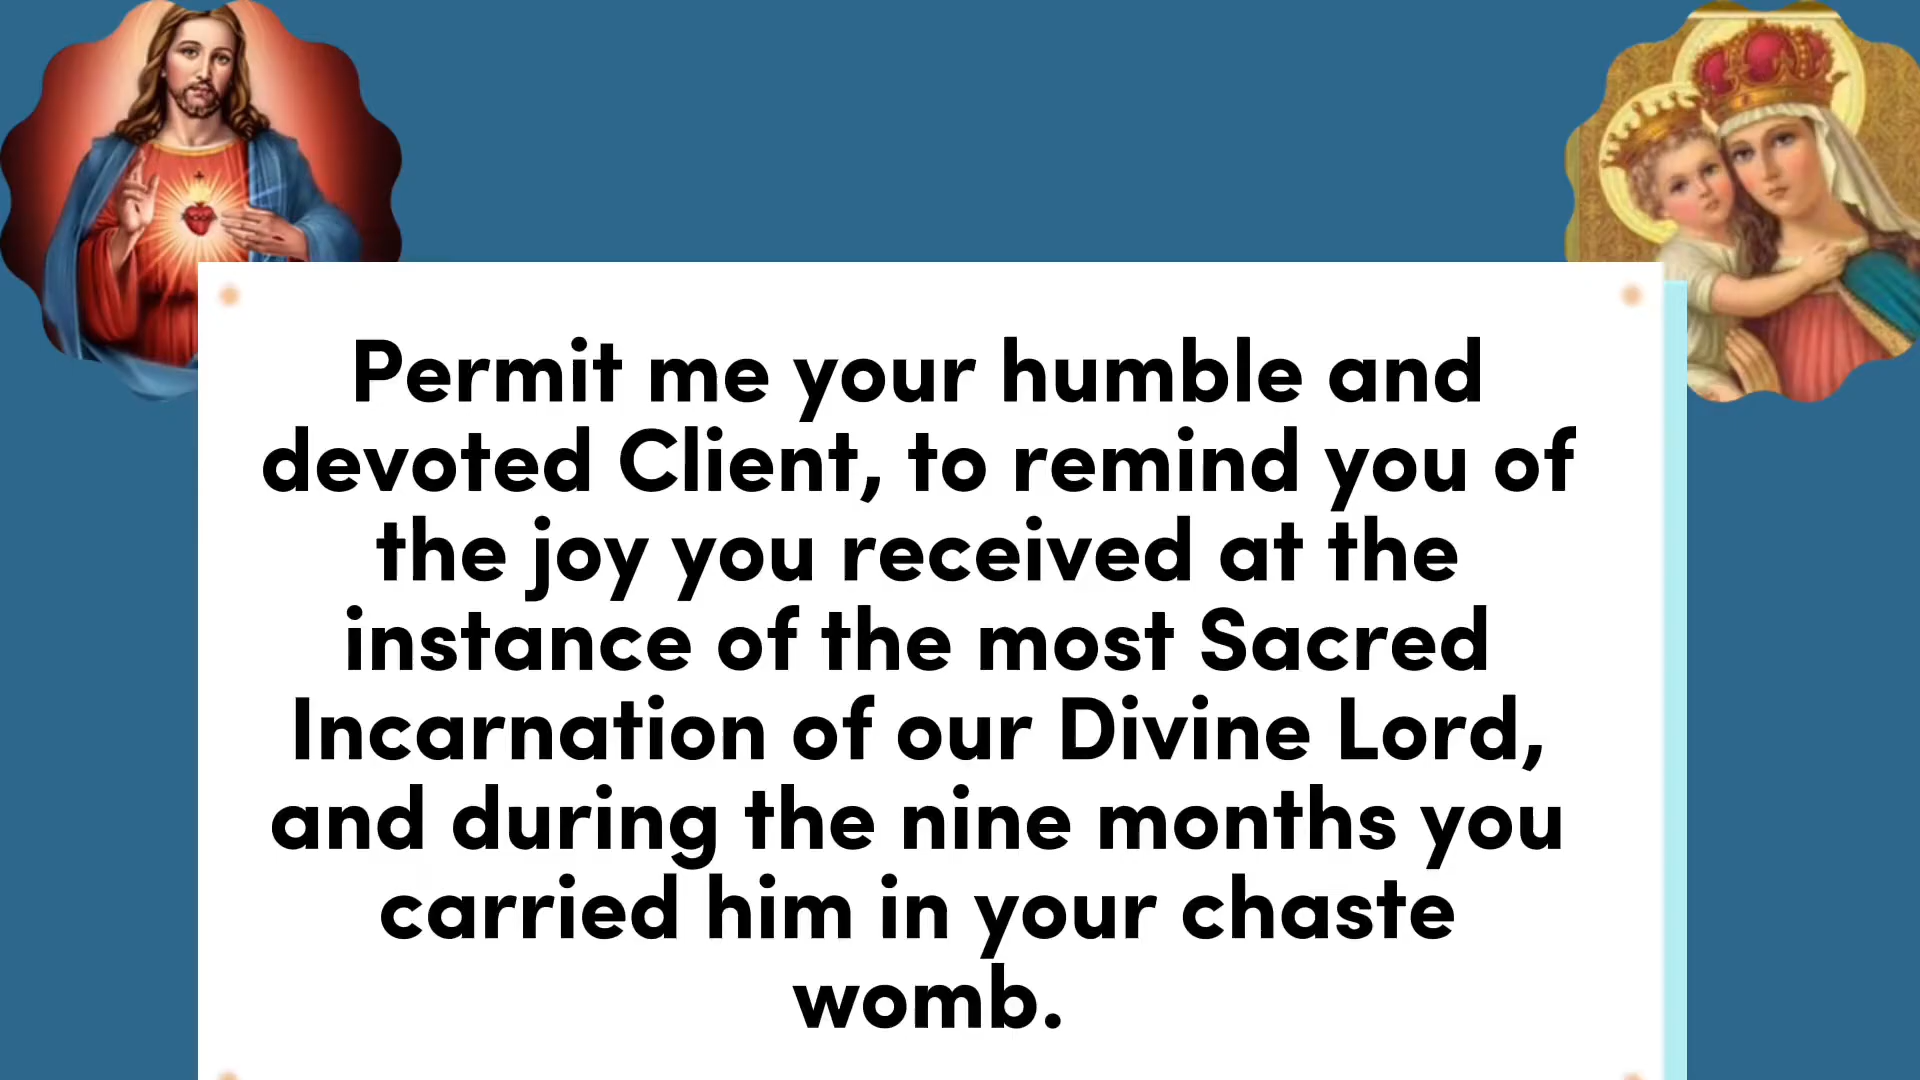 Permit me your humble and
devoted Client, to remind you of
the joy you received at the
instance of the most Sacred
Incarnation of our Divine Lord,
and during the nine months you
carried him in your chaste
womb.